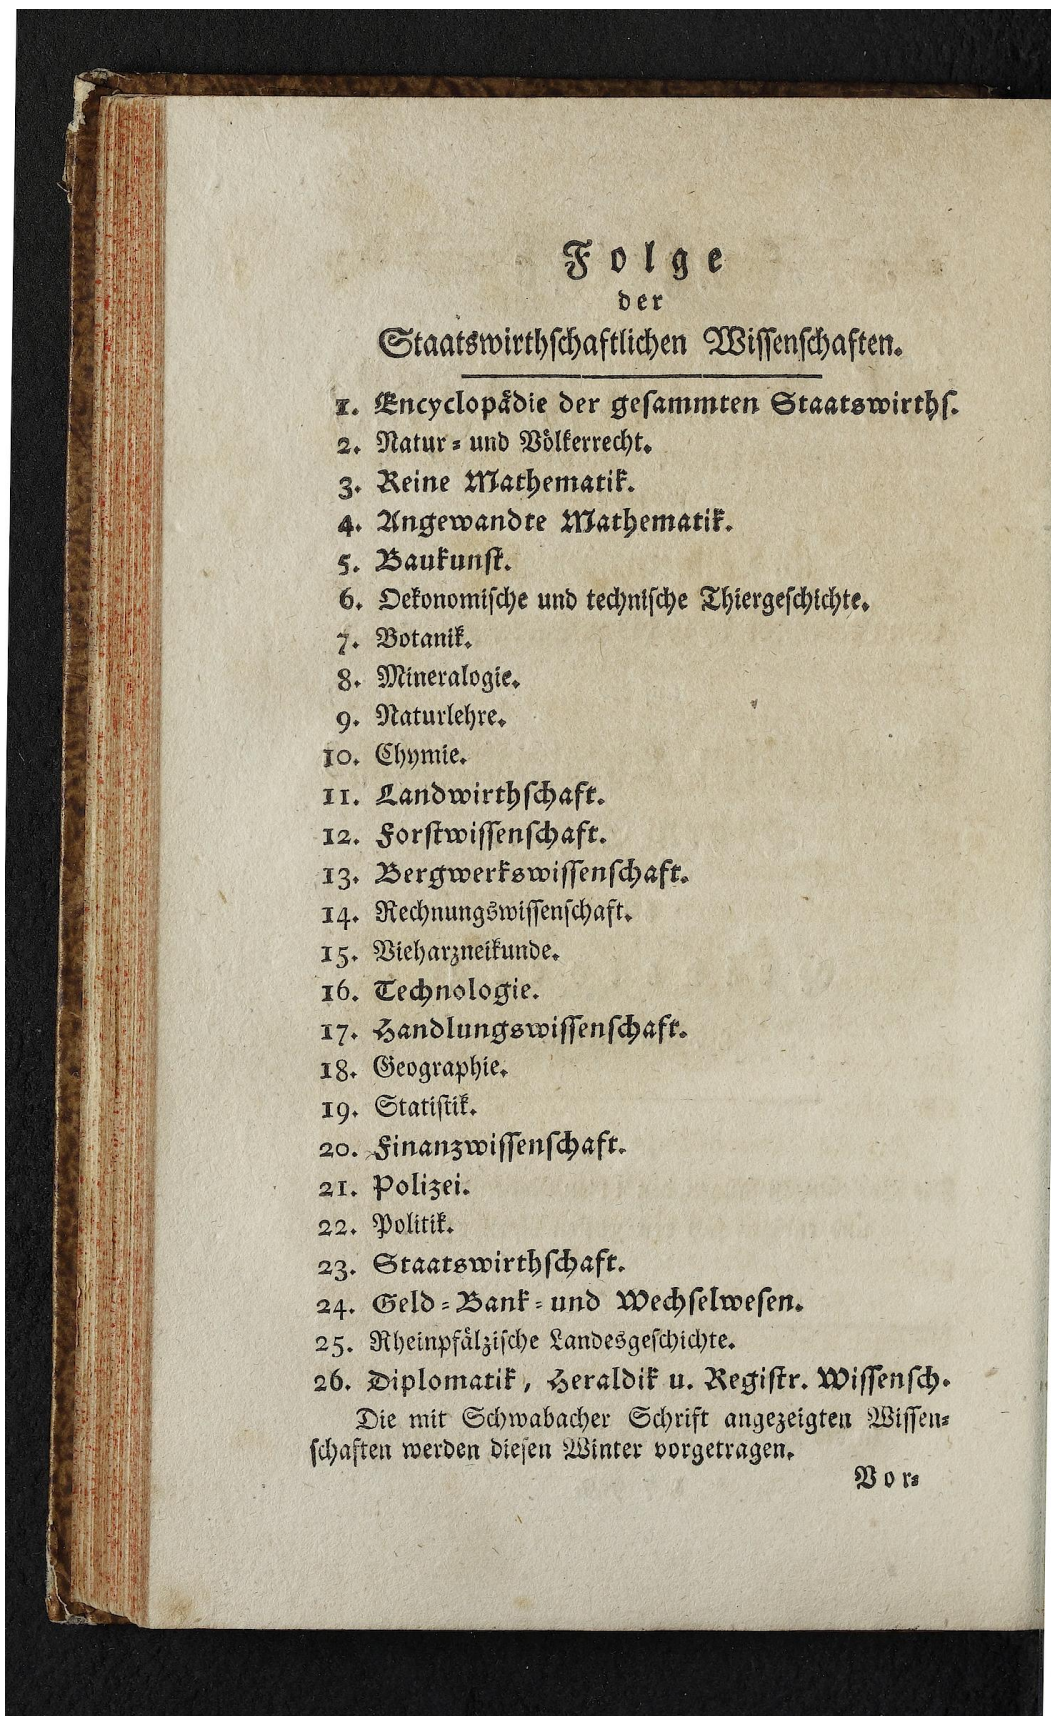 Folge
der
Staatswirthſchaftlichen Wiſſenſchaften.
1. Encyclopådie der geſammten Staatswirthſ.
2. Natur- und Völkerrecht.
3. Reine Mathematik.
4. Angewandte Mathematik.
5. Baukunſt.
6. Oekonomiſche und techniſche Thiergeſchichte.
7. Botanik.
8. Mineralogie.
9. Naturlehre.
10. Chymie.
11. Landwirthſchaft.
12. Forſtwiſſenſchaft.
13. Bergwerkswiſſenſchaft.
14. Rechnungswiſſenſchaft.
15. Vieharzneikunde.
16. Technologie.
17. Handlungswiſſenſchaft.
18. Geographie.
19. Statiſtik.
20. Finanzwiſſenſchaft.
21. Polizei.
22. Politik.
23. Staatswirthſchaft.
24. Geld-Bank-und Wechſelweſen.
25. Rheinpfälziſche Landesgeſchichte.
26. Diplomatik, Heraldik u. Regiſtr. Wiſſenſch.
Die mit Schwabacher Schrift angezeigten Wiſſen-
ſchaften werden dieſen Winter vorgetragen.
Vor-